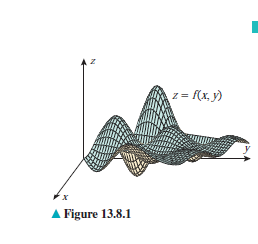 z
z = f(x, y)
y
x
▲ Figure 13.8.1